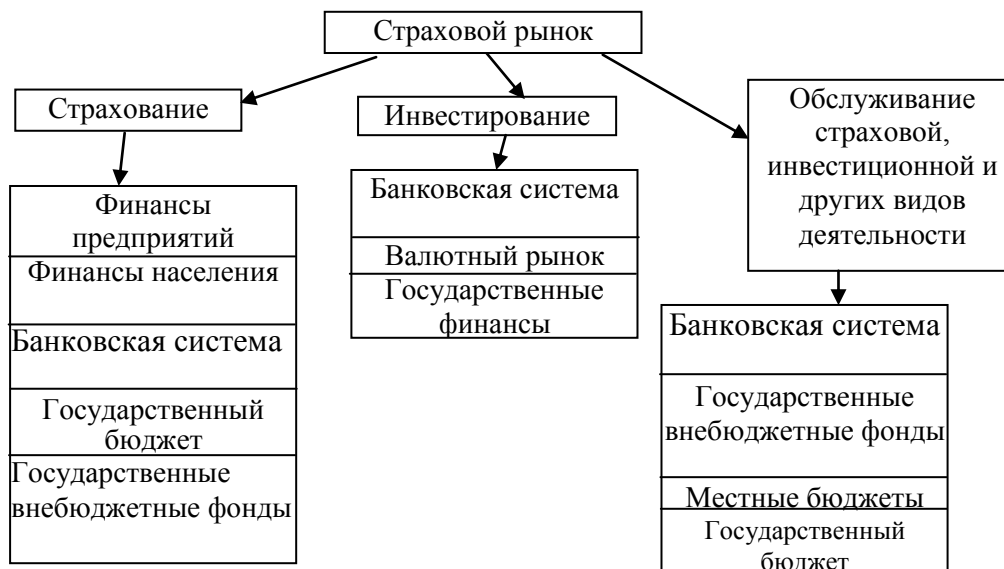 Страховой рынок
Страхование
Финансы
предприятий
Финансы населения
Банковская система
Государственный
бюджет
Государственные
внебюджетные фонды
Инвестирование
Банковская система
Валютный рынок
Государственные
финансы
Обслуживание
страховой,
инвестиционной и
других видов
деятельности
Банковская система
Государственные
внебюджетные фонды
Местные бюджеты
Государственный
бюджет